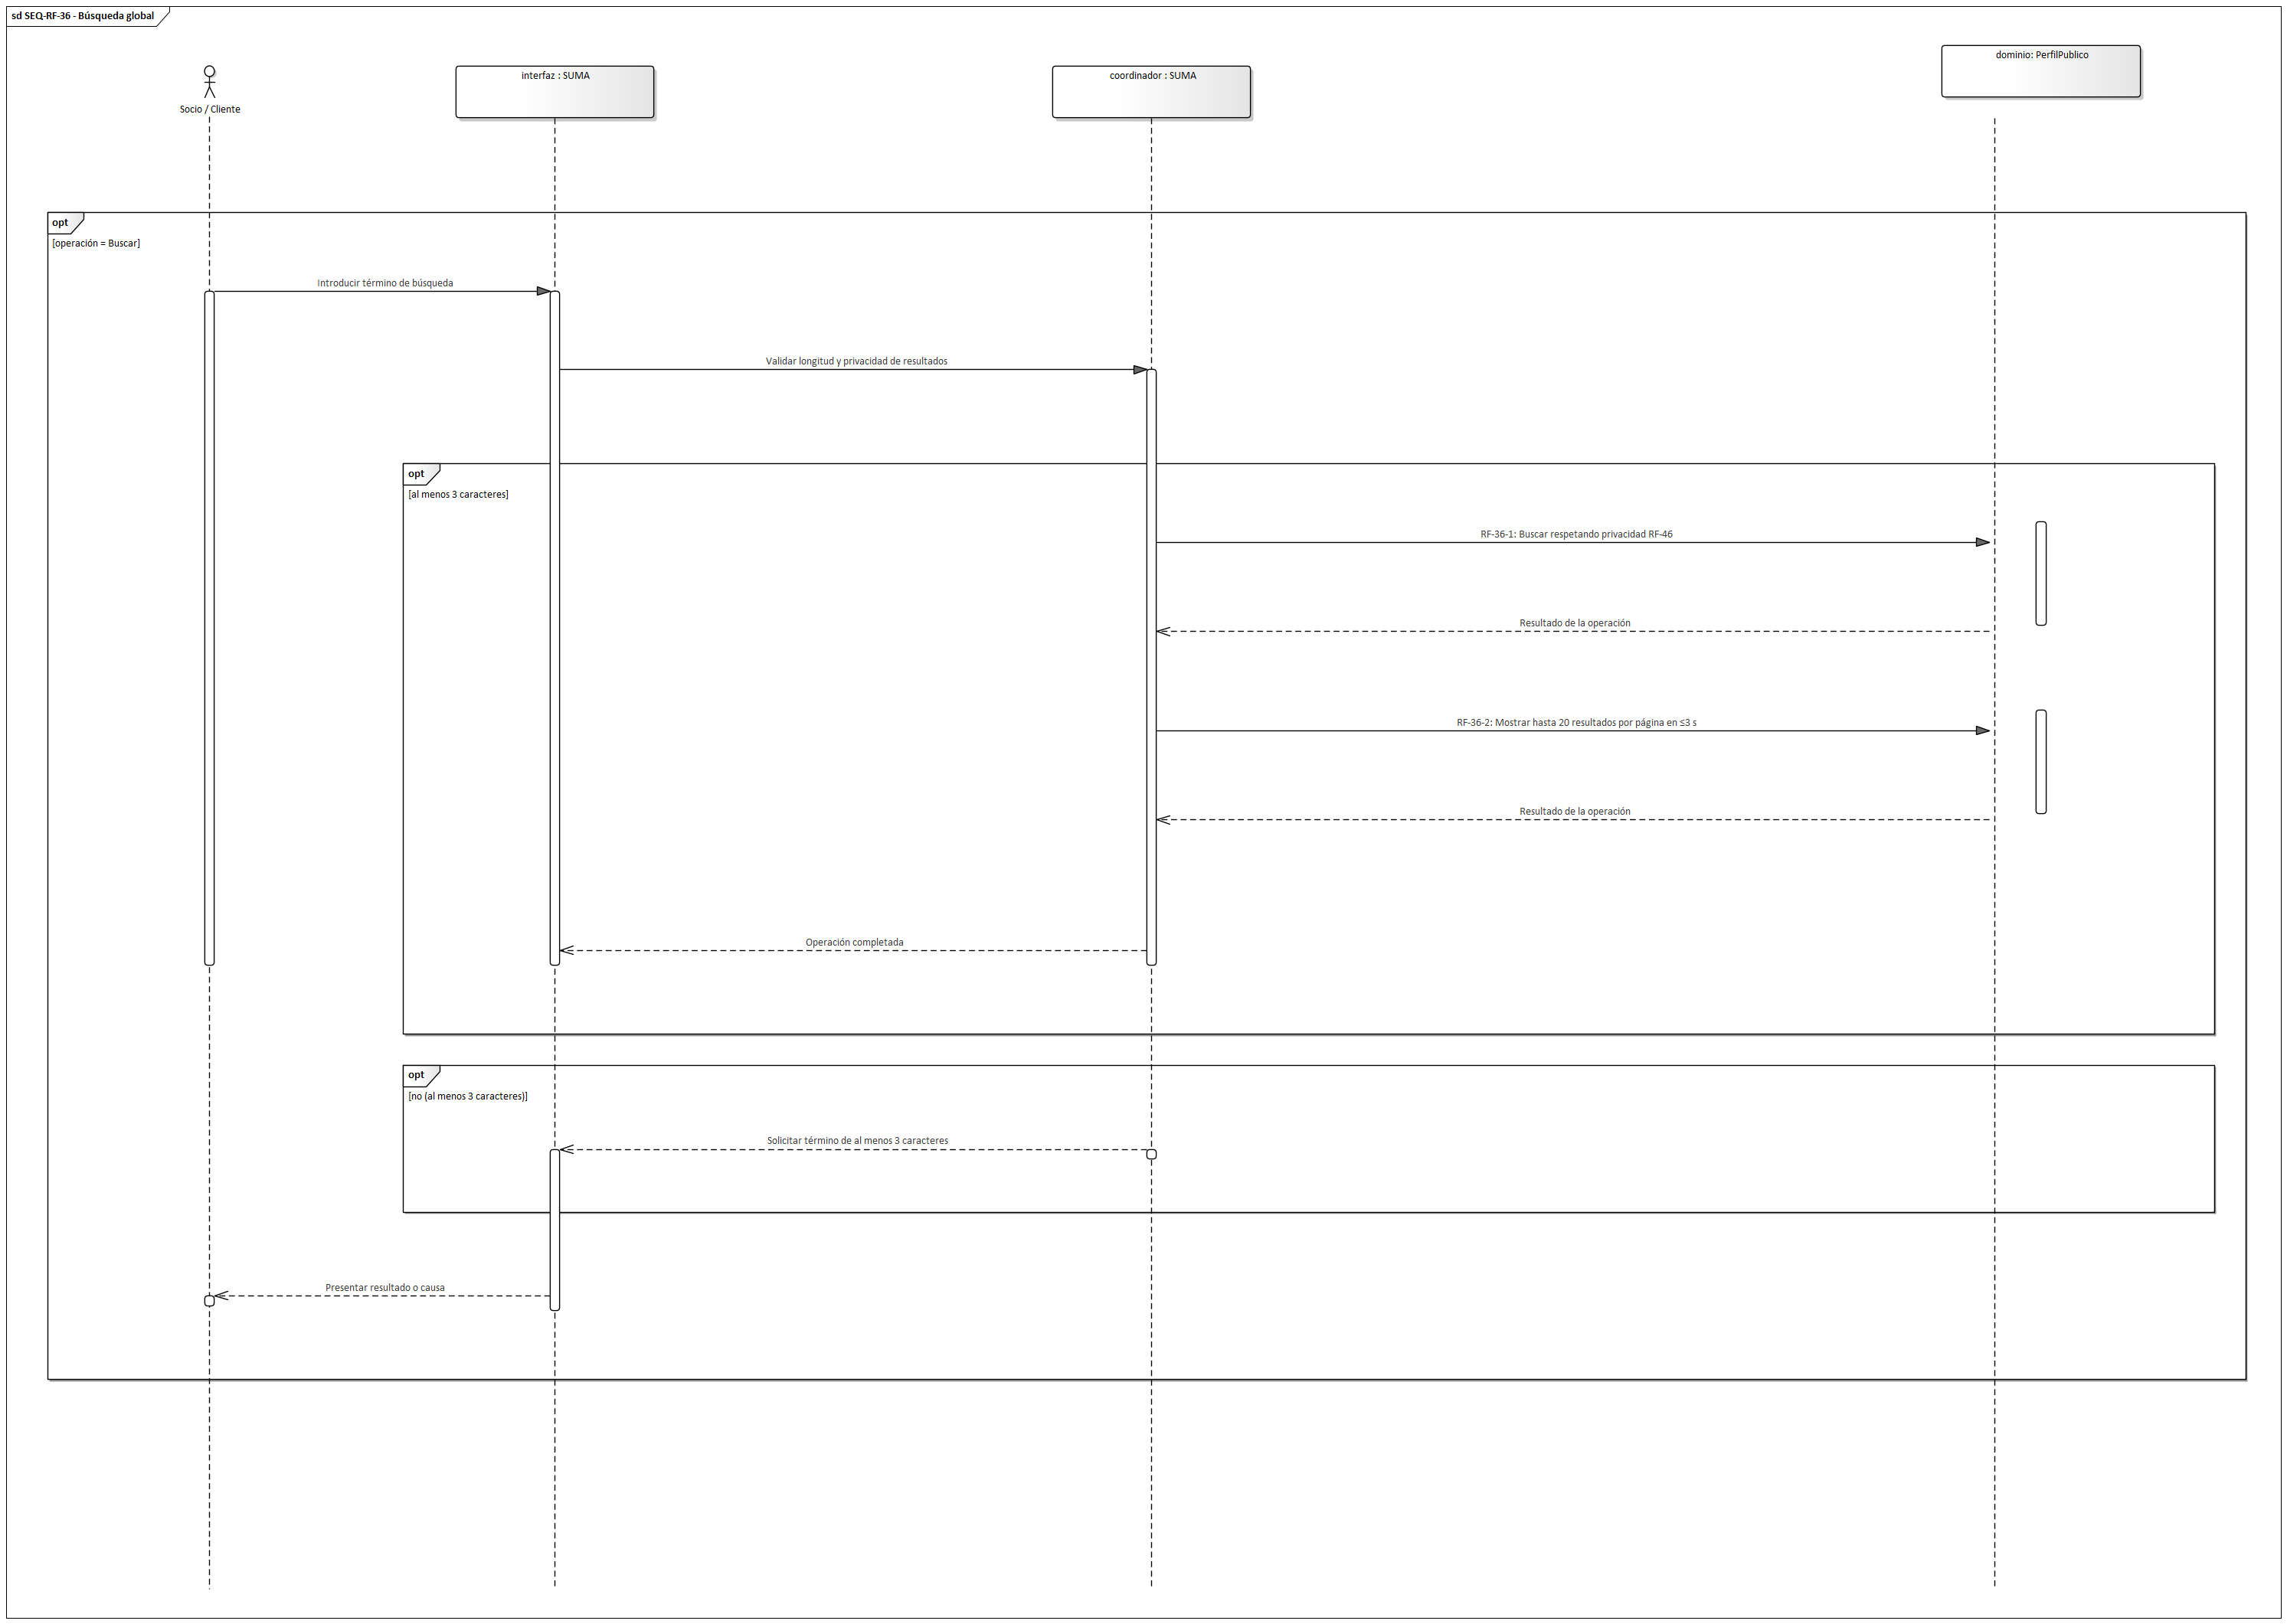 sd SEQ-RF-36 - Búsqueda global
Socio / Cliente
interfaz : SUMA
coordinador : SUMA
dominio: PerfilPublico
opt
[operación = Buscar]
Introducir término de búsqueda
Validar longitud y privacidad de resultados
opt
[al menos 3 caracteres]
RF-36-1: Buscar respetando privacidad RF-46
Resultado de la operación
RF-36-2: Mostrar hasta 20 resultados por página en ≤3 s
Resultado de la operación
Operación completada
opt
[no (al menos 3 caracteres)]
Solicitar término de al menos 3 caracteres
Presentar resultado o causa